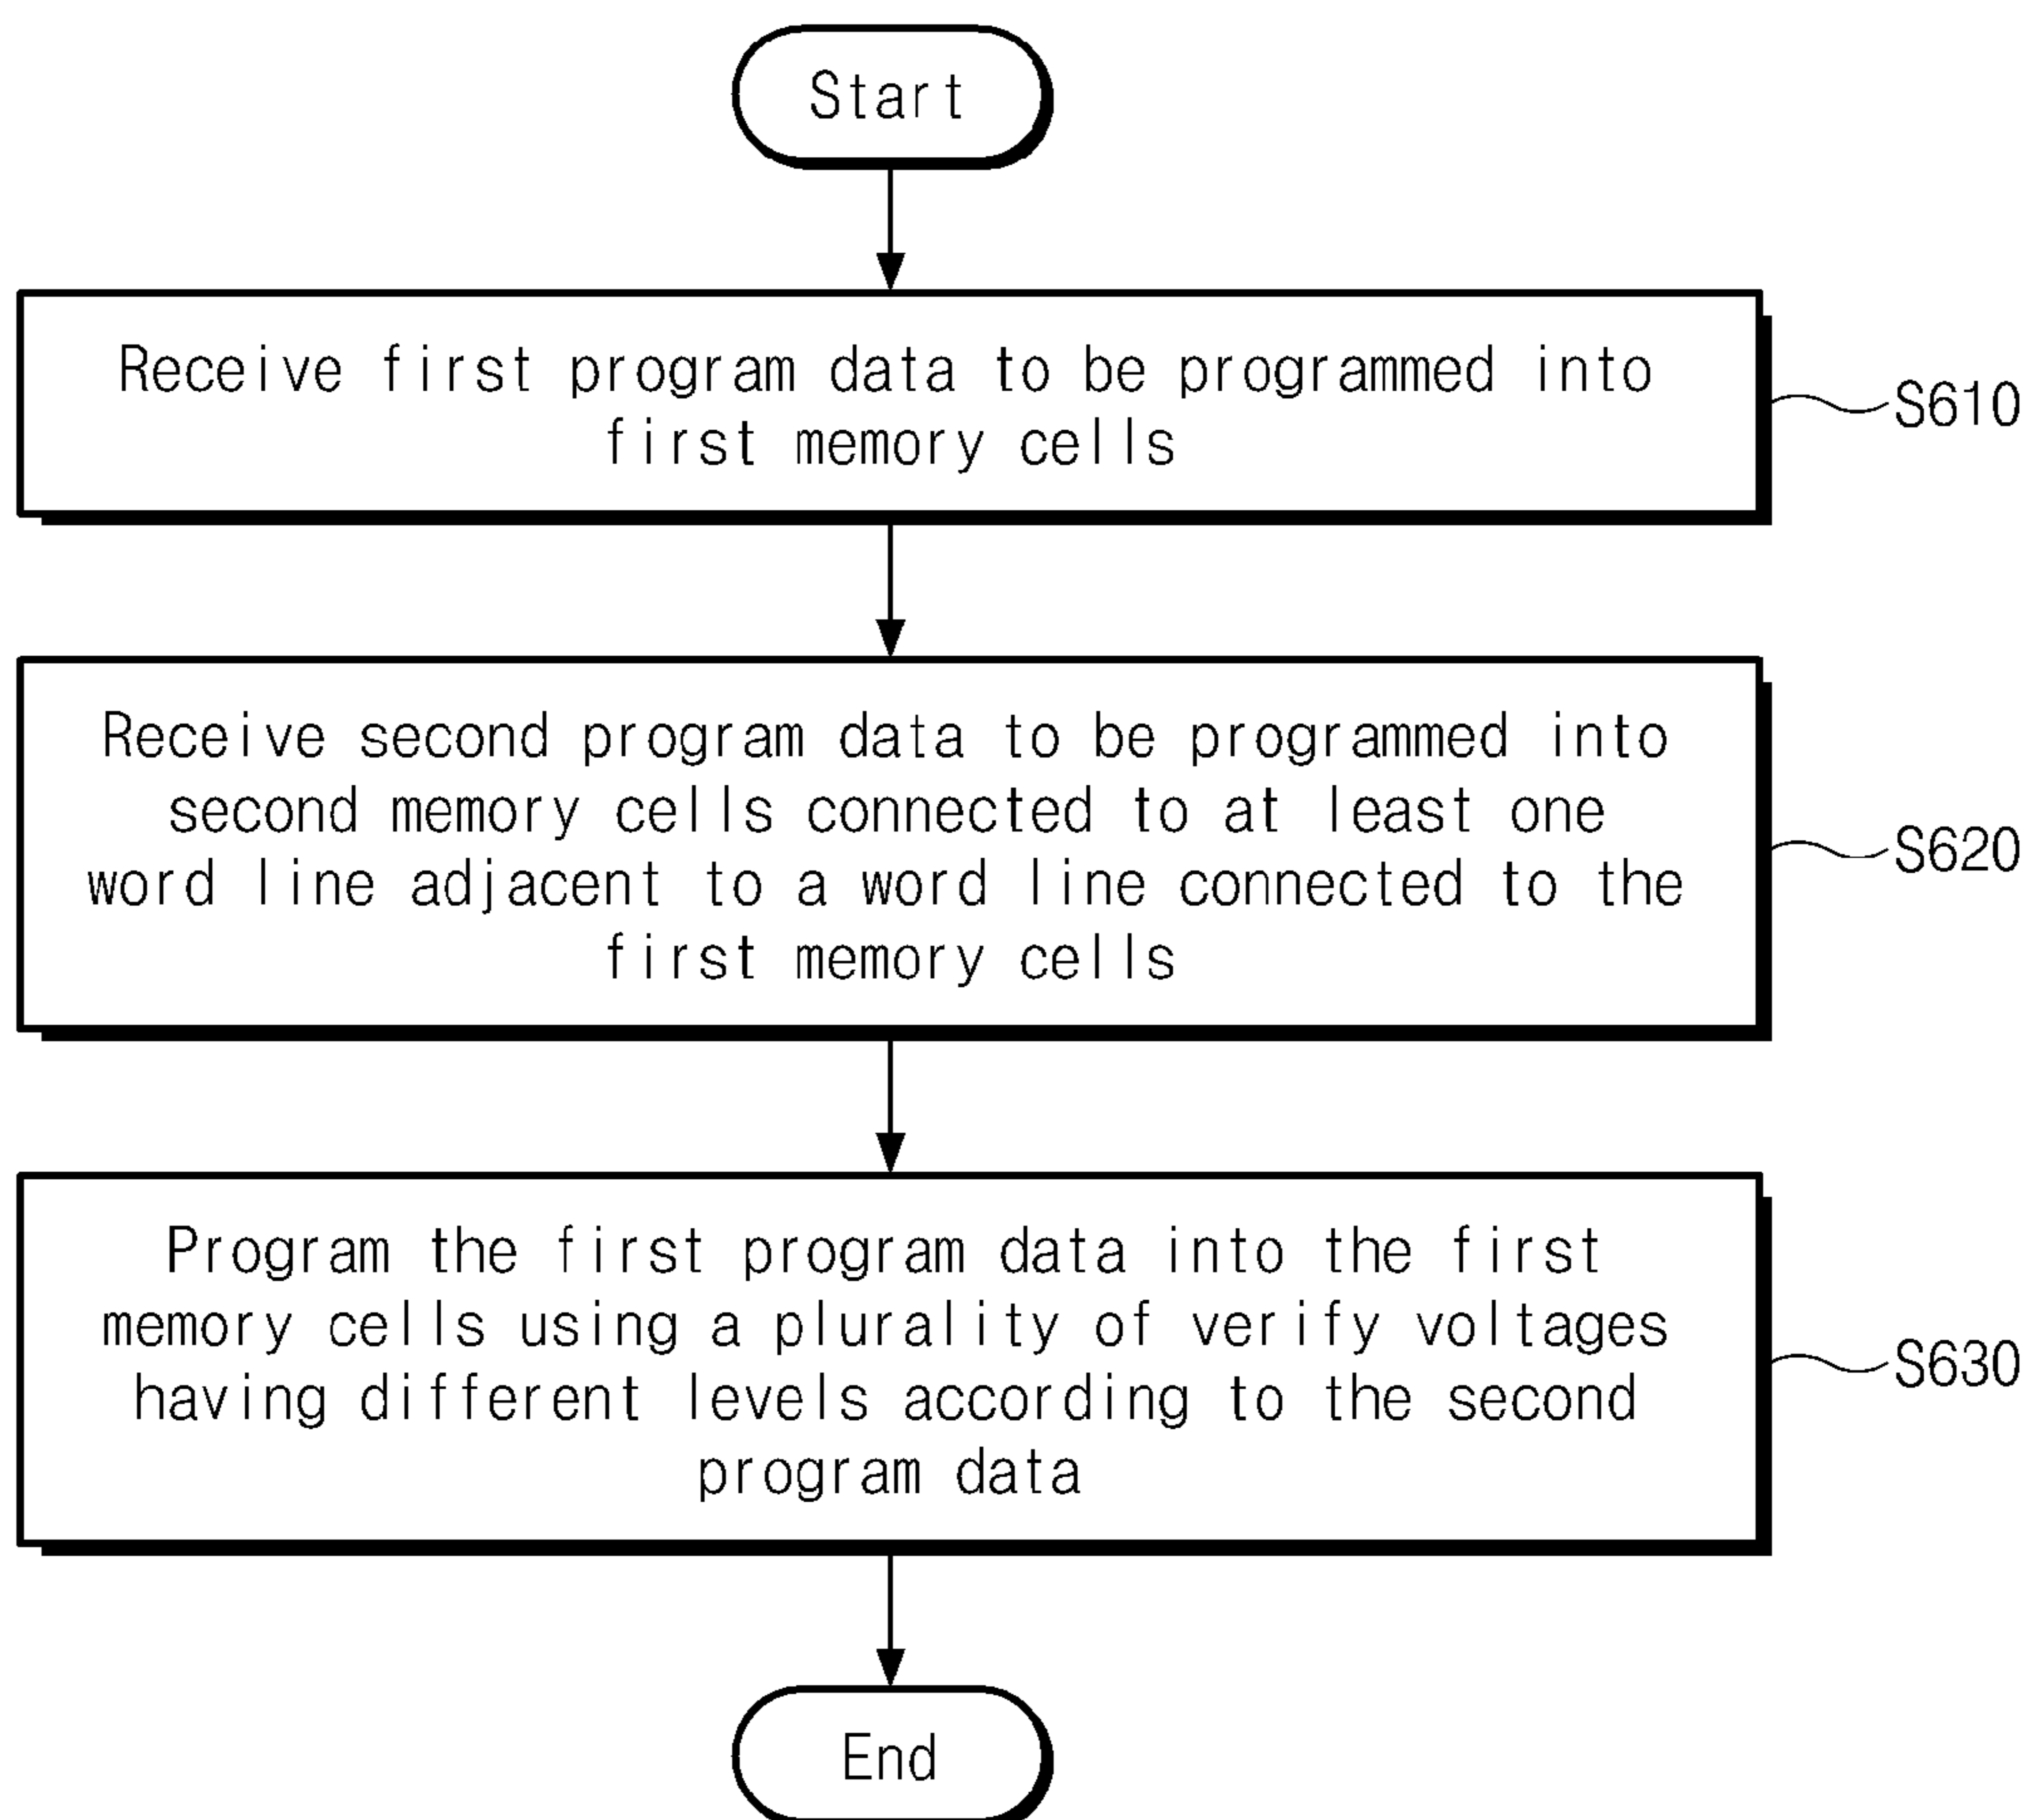 Start
Receive first program data to be programmed into
first memory cells
S610
Receive second program data to be programmed into
second memory cells connected to at least one
word line adjacent to a word line connected to the
first memory cells
S620
Program the first program data into the first
memory cells using a plurality of verify voltages
having different levels according to the second
program data
S630
End